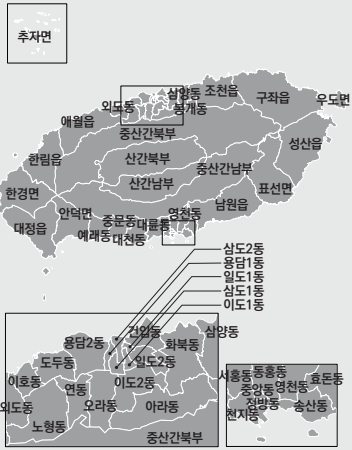 추자면
삼양동
조천읍
구좌읍
우도면
외도동
봉개동
애월읍
중산간북부
성산읍
한림읍
산간북부
중산간남부
한경면
산간남부
표선면
안덕면
중문동
대륜동
영천동
남원읍
대정읍
예래동
대천동
삼도2동
용담1동
일도1동
삼도1동
이도1동
건입동
삼양동
용담2동
화북동
도두동
일도2동
이호동
연동
이도2동
외도동
오라동
아라동
노형동
중산간북부
서홍동
동홍동
중앙동
영천동
효돈동
정방동
송산동
천지동